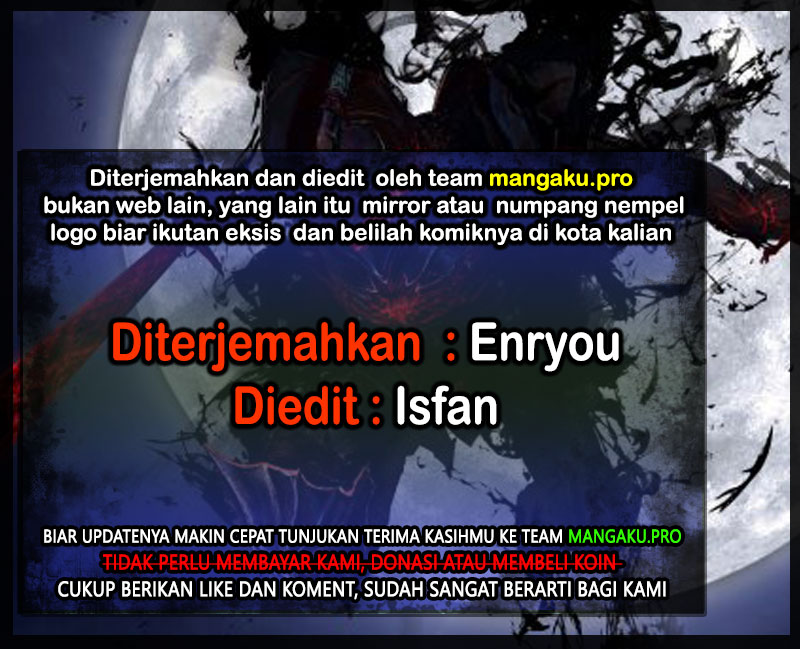 Diterjemahkan dan diedit oleh team mangaku.pro
bukan web lain, yang lain itu mirror atau numpang nempel
logo biar ikutan eksis dan belilah komiknya di kota kalian
Diterjemahkan : Enryou
Diedit : Isfan
BIAR UPDATENYA MAKIN CEPAT TUNJUKAN TERIMA KASIHMU KE TEAM MANGAKU.PRO
TIDAK PERLU MEMBAYAR KAMI, DONASI ATAU MEMBELI KOIN
CUKUP BERIKAN LIKE DAN KOMENT, SUDAH SANGAT BERARTI BAGI KAMI